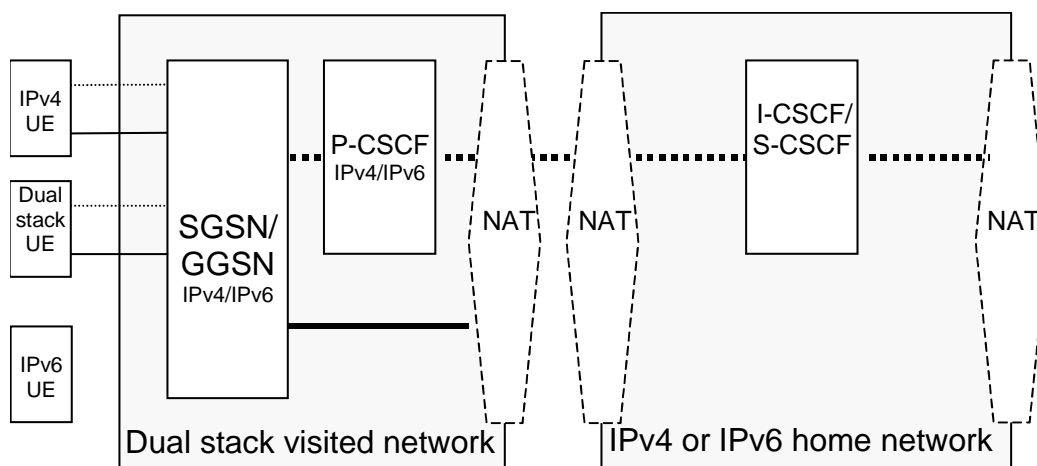 IPv4
UE
Dual
stack
UE
IPv6
UE
SGSN/
GGSN
IPv4/IPv6
P-CSCF
IPv4/IPv6
NAT
NAT
I-CSCF/
S-CSCF
NAT
Dual stack visited network
IPv4 or IPv6 home network